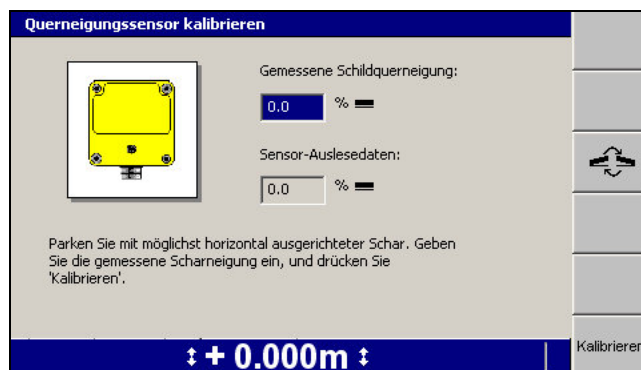 Querneigungssensor kalibrieren
Gemessene Schildquerneigung:
0.0 %
Sensor-Auslesedaten:
0.0 %
Parken Sie mit möglichst horizontal ausgerichteter Schar. Geben
Sie die gemessene Scharneigung ein, und drücken Sie
'Kalibrieren'.
+ 0.000m
Kalibrieren